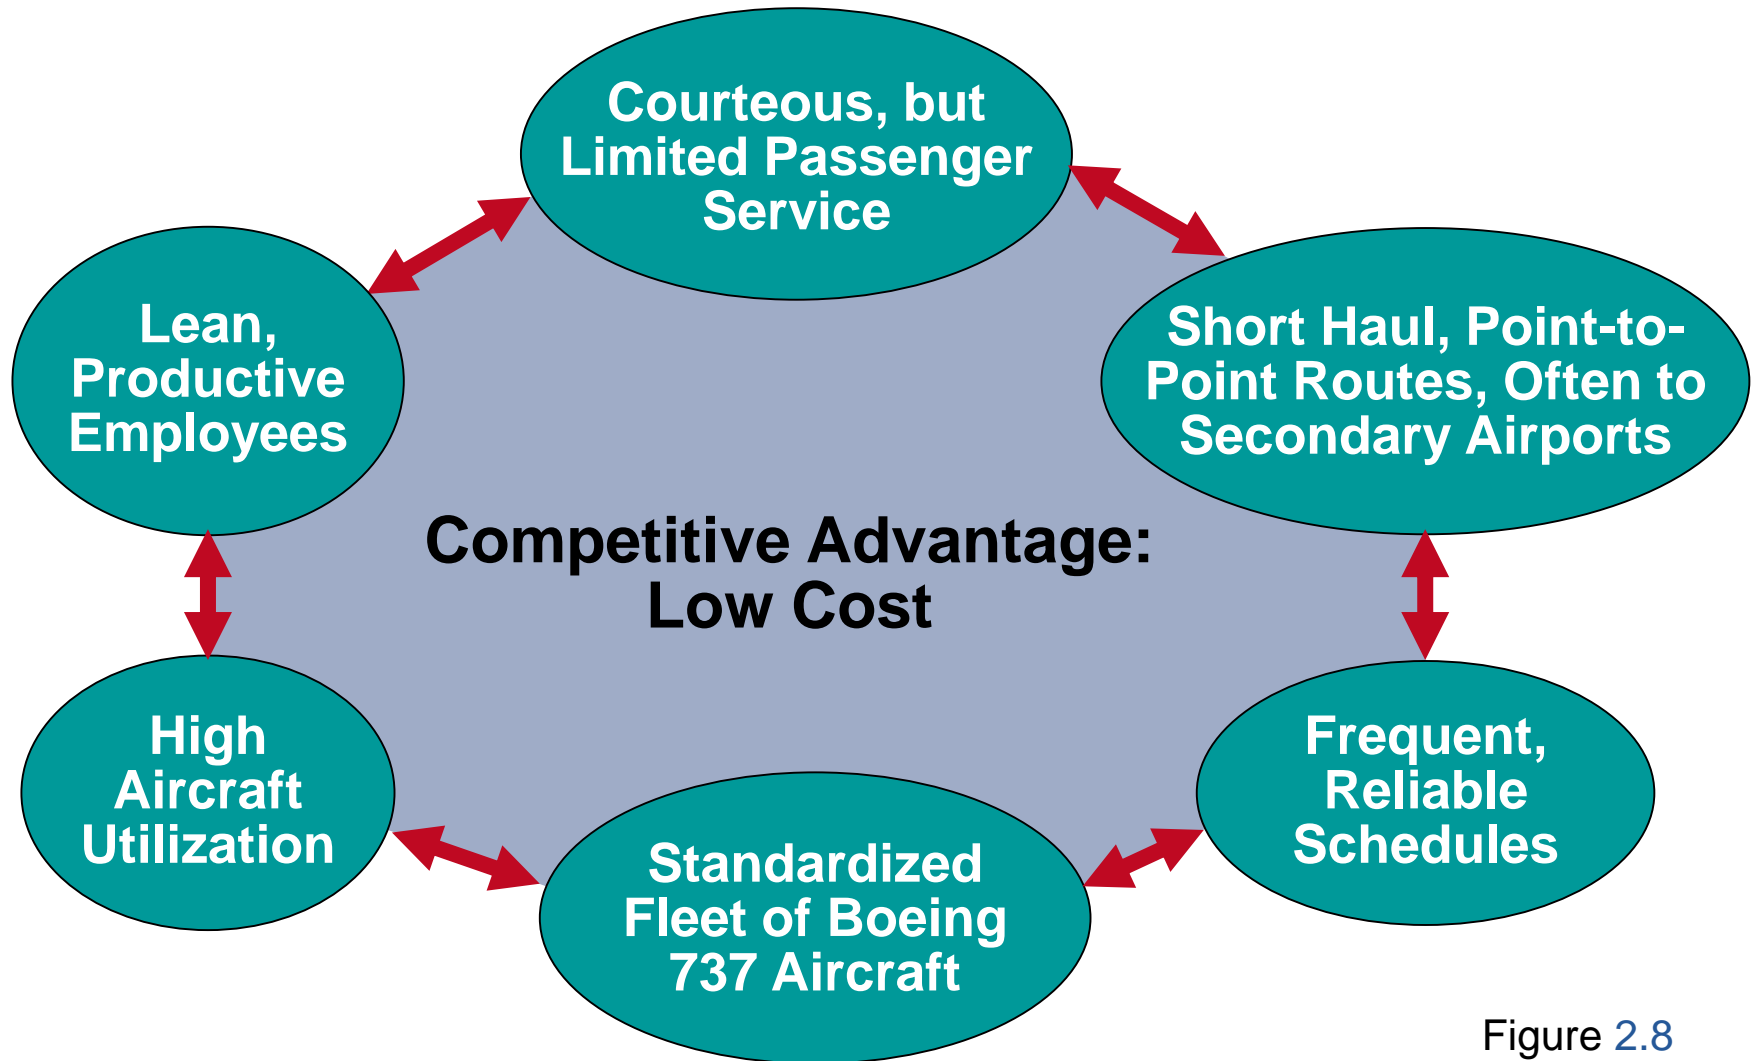 Courteous, but
Limited Passenger
Service
Lean,
Productive
Employees
Short Haul, Point-to-
Point Routes, Often to
Secondary Airports
Competitive Advantage:
Low Cost
High
Aircraft
Utilization
Frequent,
Reliable
Schedules
Standardized
Fleet of Boeing
737 Aircraft
Figure 2.8